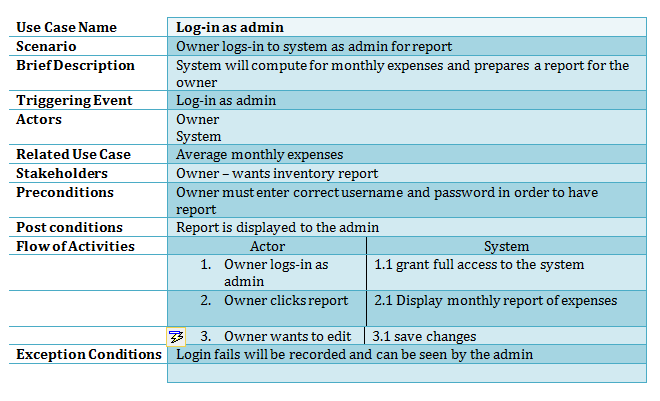 Use Case Name Log-in as admin
Scenario Owner logs-in to system as admin for report
Brief Description System will compute for monthly expenses and prepares a report for the
owner
Triggering Event Log-in as admin
Actors Owner
System
Related Use Case Average monthly expenses
Stakeholders Owner – wants inventory report
Preconditions Owner must enter correct username and password in order to have
report
Post conditions Report is displayed to the admin
Flow of Activities Actor System
1. Owner logs-in as 1.1 grant full access to the system
admin
2. Owner clicks report 2.1 Display monthly report of expenses
3. Owner wants to edit 3.1 save changes
Exception Conditions Login fails will be recorded and can be seen by the admin